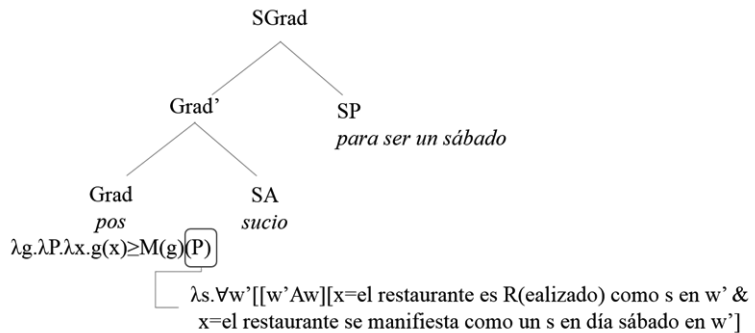 SGrad
Grad’
SP
para ser un sábado
Grad
SA
pos
sucio
λg.λP.λx.g(x)≥M(g)(P)
λs.∀w’[[w’Aw][x=el restaurante es R(ealizado) como s en w’ &
x=el restaurante se manifiesta como un s en día sábado en w’]